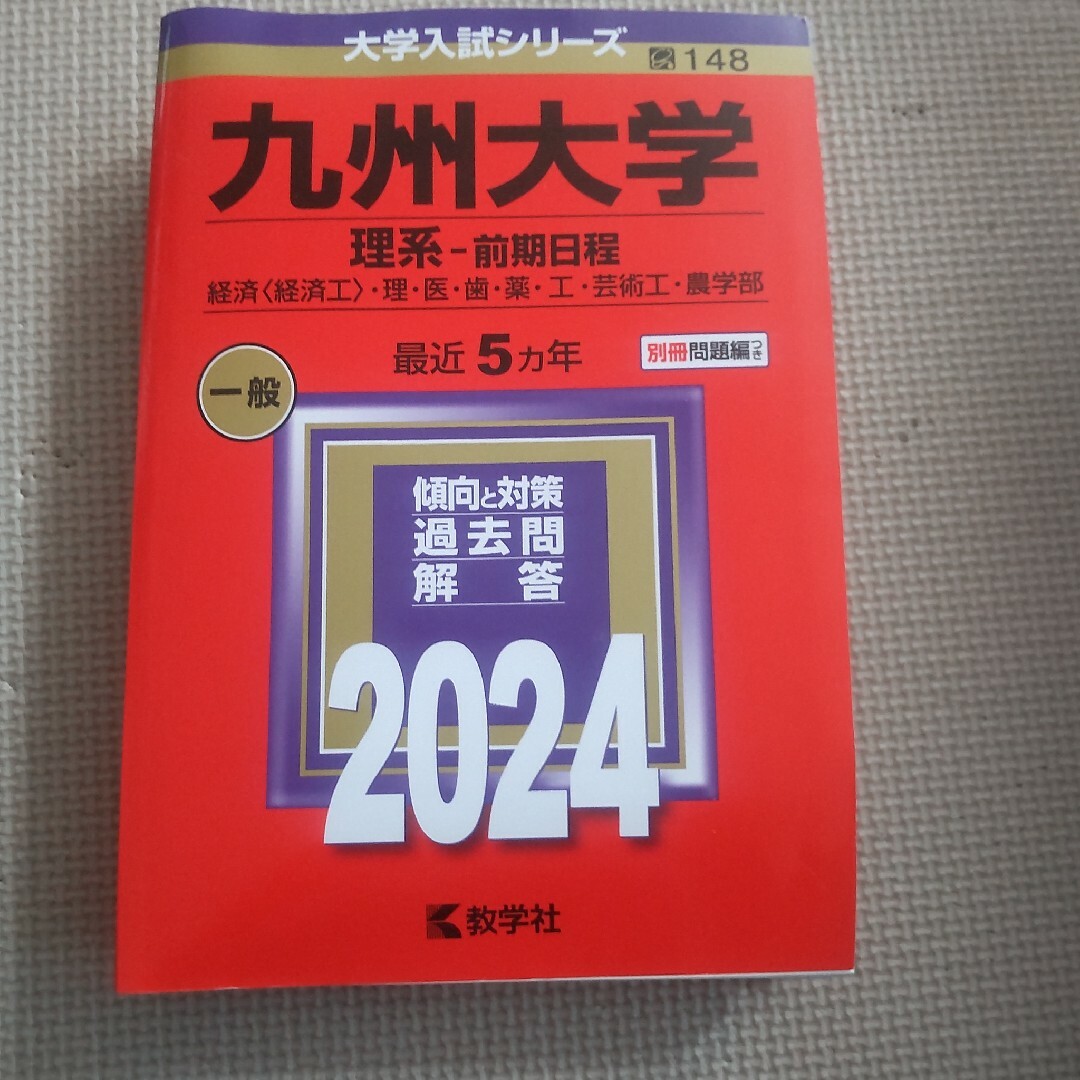 大学入試シリーズ
148
九州大学
理系-前期日程
経済〈経済工〉・理・医・歯・薬・工・芸術工・農学部
最近5カ年
別冊問題編つき
一般
傾向と対策
過去問
解答
2024
教学社